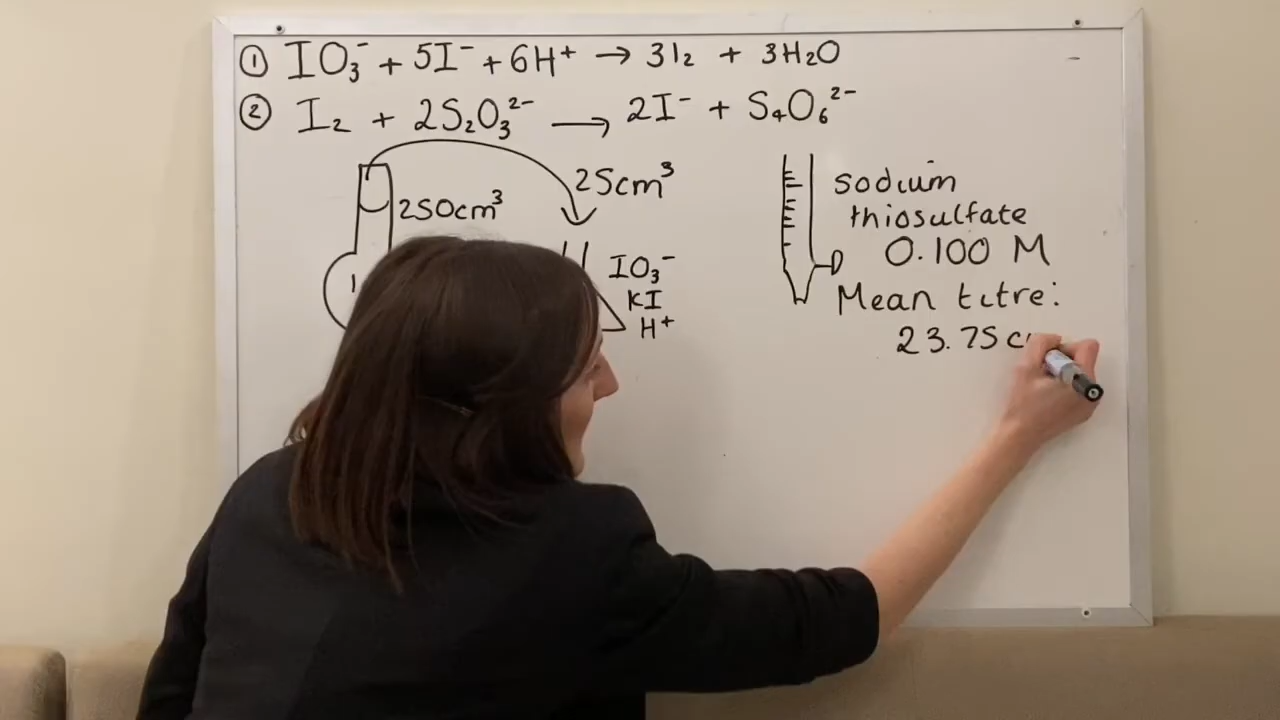 ① IO₃⁻ + 5I⁻ + 6H⁺ → 3I₂ + 3H₂O
② I₂ + 2S₂O₃²⁻ → 2I⁻ + S₄O₆²⁻
250cm³
25cm³
IO₃⁻
KI
H⁺
sodium
thiosulfate
0.100 M
Mean titre:
23.75 c